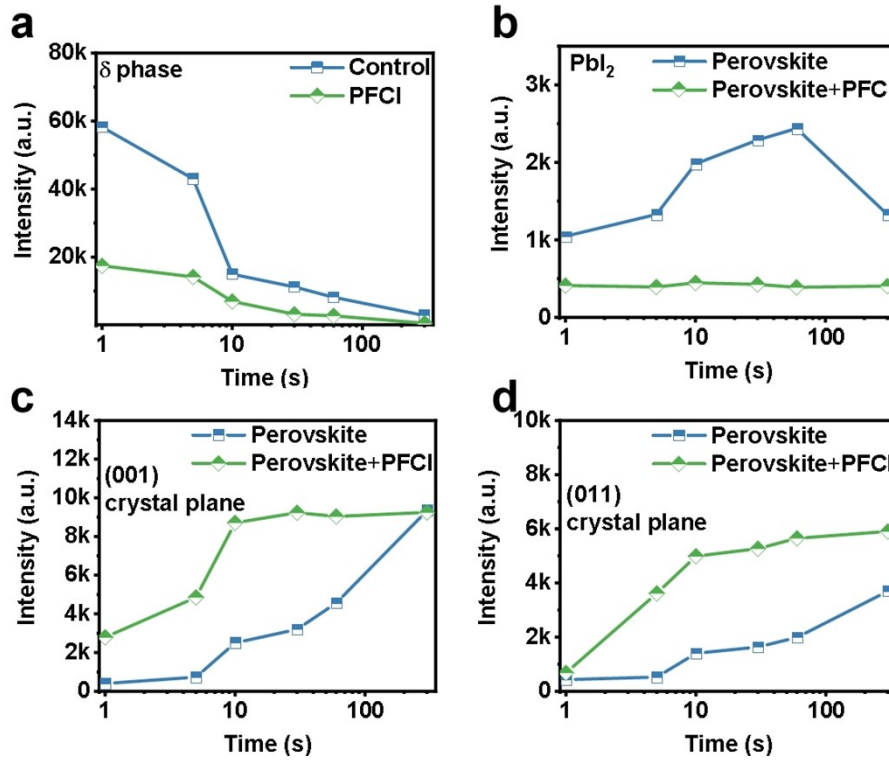 a
80k
δ phase
Control
PFCl
60k
40k
20k
Intensity (a.u.)
1
10
100
Time (s)
b
PbI₂
Perovskite
Perovskite+PFC
3k
2k
1k
0
Intensity (a.u.)
1
10
100
Time (s)
c
14k
Perovskite
Perovskite+PFCl
12k
(001)
crystal plane
10k
8k
6k
4k
2k
0
Intensity (a.u.)
1
10
100
Time (s)
d
10k
Perovskite
Perovskite+PFCl
(011)
crystal plane
8k
6k
4k
2k
0
Intensity (a.u.)
1
10
100
Time (s)